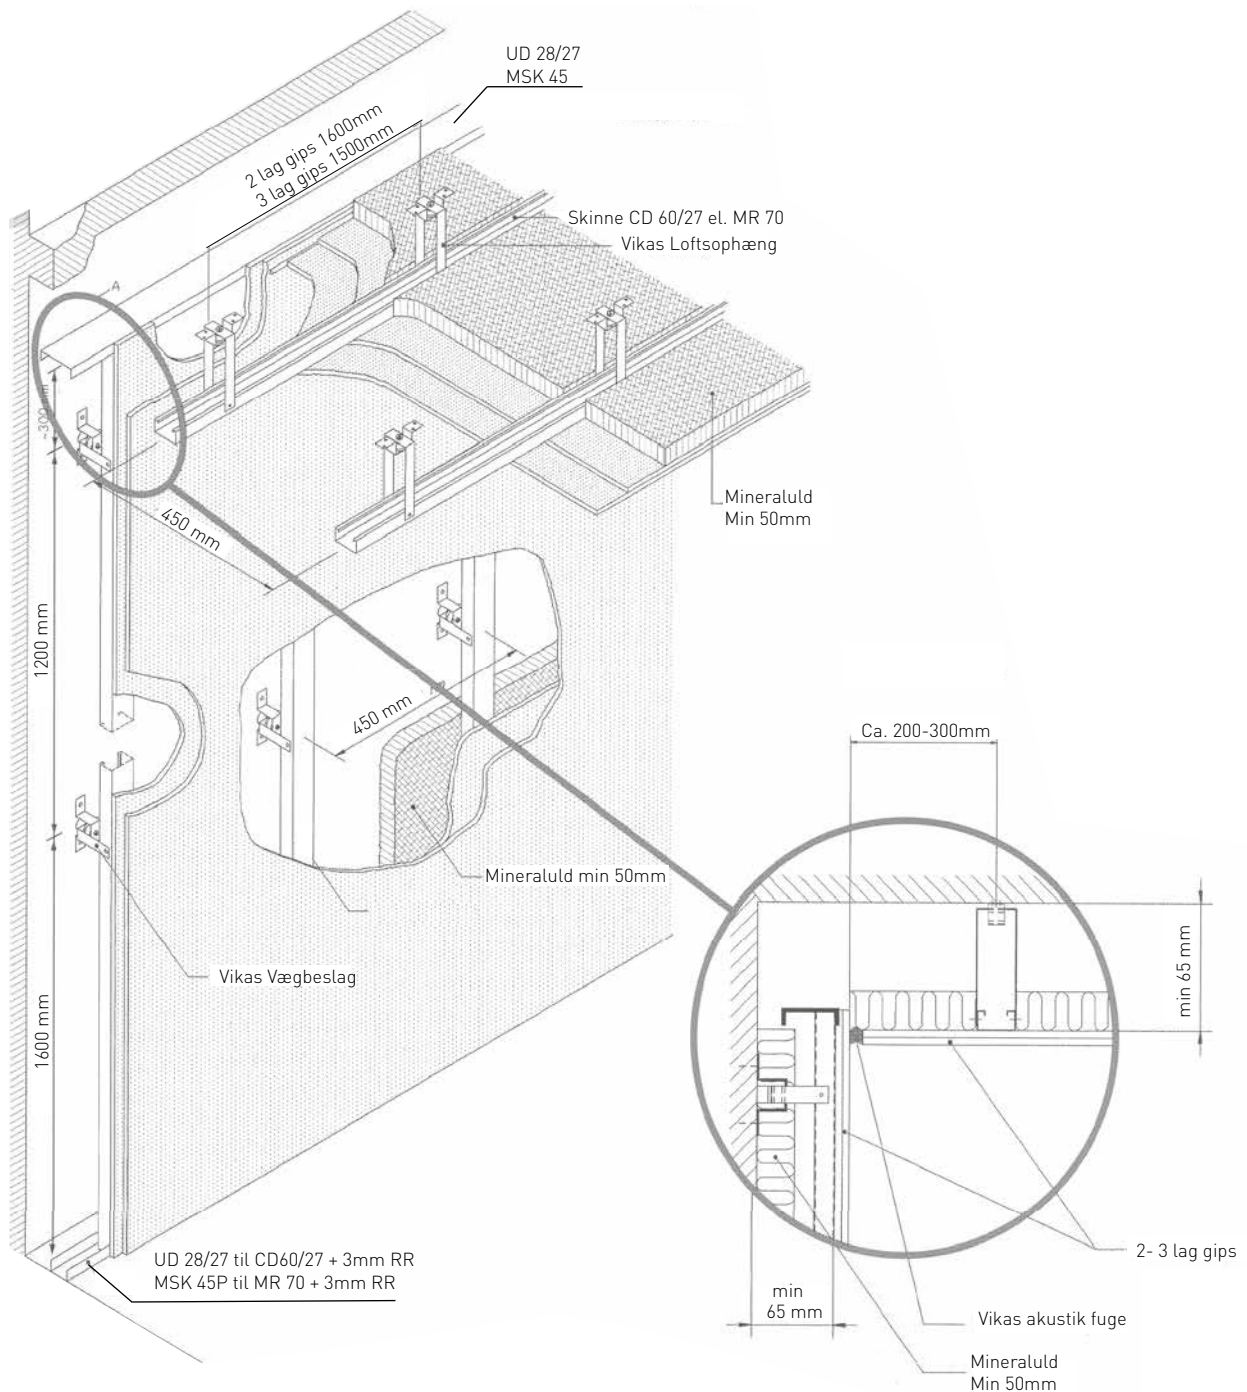 UD 28/27
MSK 45
2 lag gips 1600mm
3 lag gips 1500mm
Skinne CD 60/27 el. MR 70
Vikas Loftsophæng
A
Mineraluld
Min 50mm
450 mm
1200 mm
450 mm
Mineraluld min 50mm
Ca. 200-300mm
min 65 mm
Vikas Vægbeslag
1600 mm
UD 28/27 til CD60/27 + 3mm RR
MSK 45P til MR 70 + 3mm RR
2- 3 lag gips
min
65 mm
Vikas akustik fuge
Mineraluld
Min 50mm